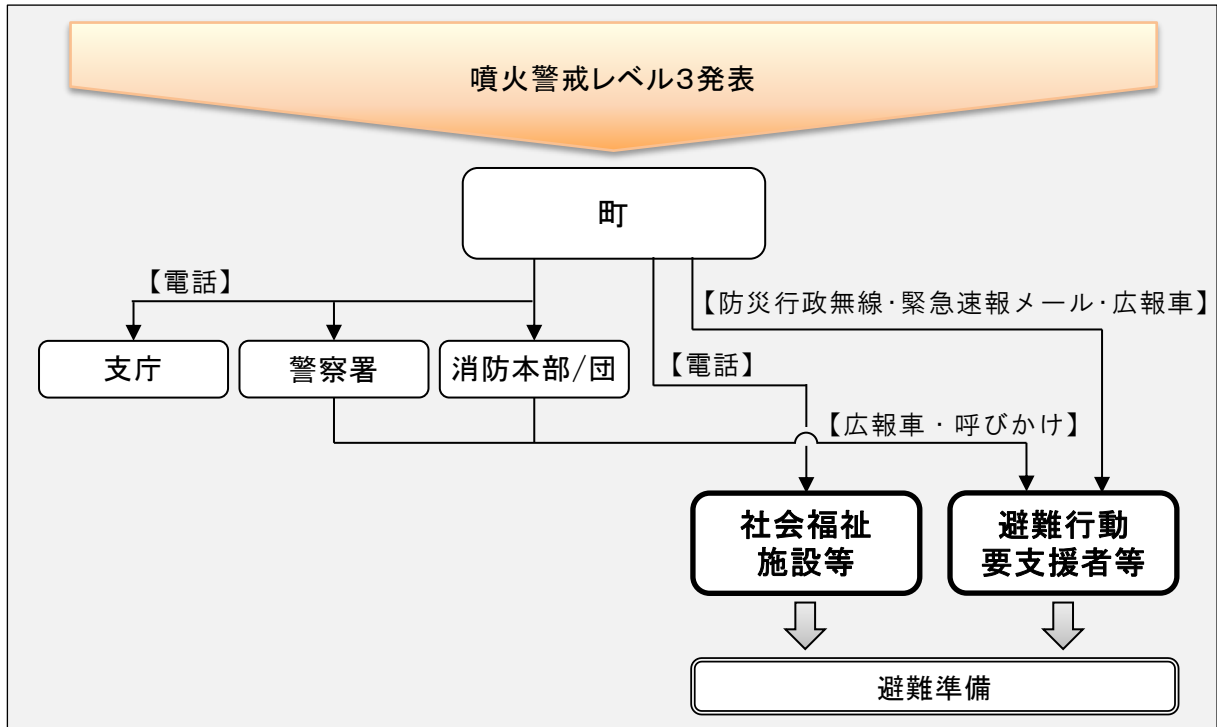 噴火警戒レベル3発表
町
【電話】
【防災行政無線・緊急速報メール・広報車】
支庁
警察署
消防本部/団
【電話】
【広報車・呼びかけ】
社会福祉
施設等
避難行動
要支援者等
避難準備